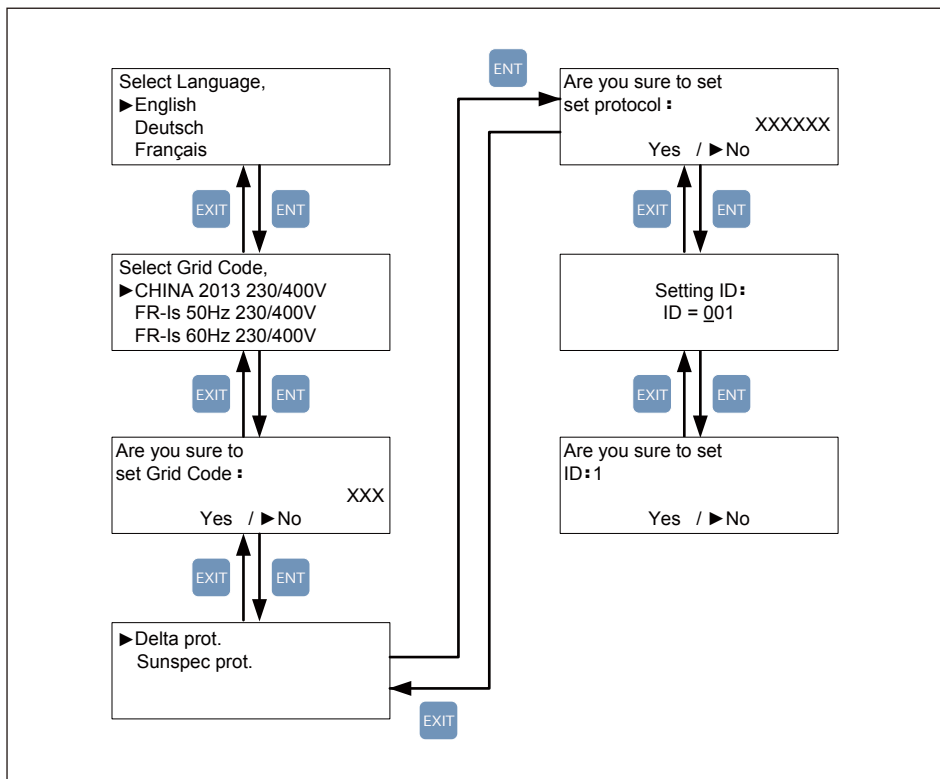 Select Language,
►English
Deutsch
Français
EXIT
ENT
Select Grid Code,
►CHINA 2013 230/400V
FR-Is 50Hz 230/400V
FR-Is 60Hz 230/400V
EXIT
ENT
Are you sure to
set Grid Code：
XXX
Yes / ►No
EXIT
ENT
►Delta prot.
Sunspec prot.
ENT
EXIT
Are you sure to set
set protocol：
XXXXXX
Yes / ►No
EXIT
ENT
Setting ID：
ID = 001
EXIT
ENT
Are you sure to set
ID：1
Yes / ►No